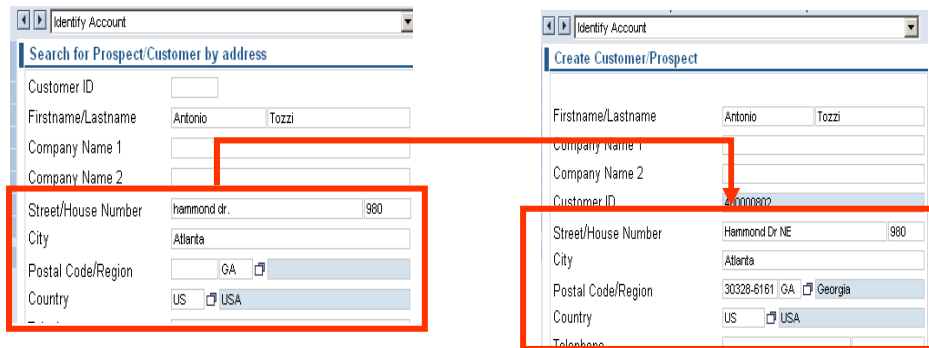 Identify Account
Search for Prospect/Customer by address
Customer ID
Firstname/Lastname Antonio Tozzi
Company Name 1
Company Name 2
Street/House Number hammond dr. 980
City Atlanta
Postal Code/Region GA
Country US USA
Identify Account
Create Customer/Prospect
Firstname/Lastname Antonio Tozzi
Company Name 1
Company Name 2
Customer ID 400000802
Street/House Number Hammond Dr NE 980
City Atlanta
Postal Code/Region 30328-6161 GA Georgia
Country US USA
Telephone